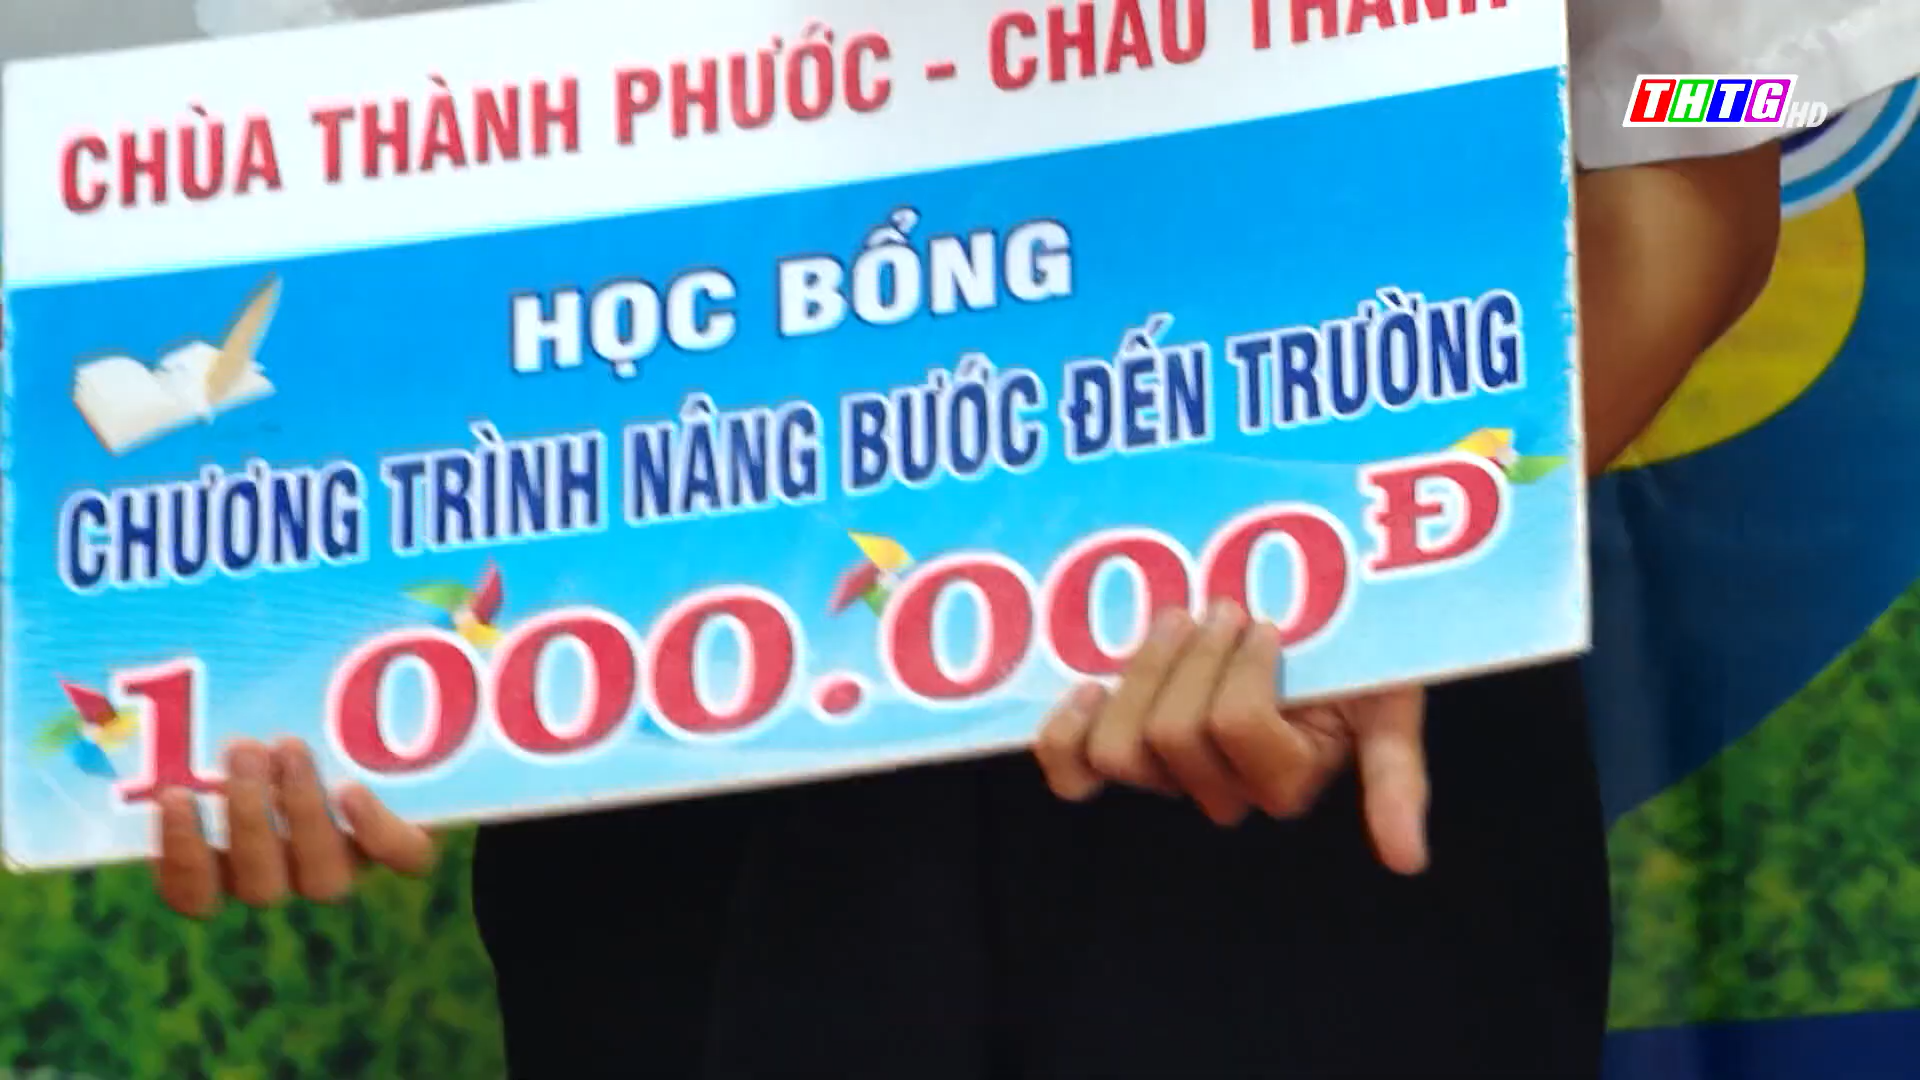 CHÙA THÀNH PHƯỚC - CHÂU THÀNH
THTG HD
HỌC BỔNG
CHƯƠNG TRÌNH NÂNG BƯỚC ĐẾN TRƯỜNG
1.000.000Đ